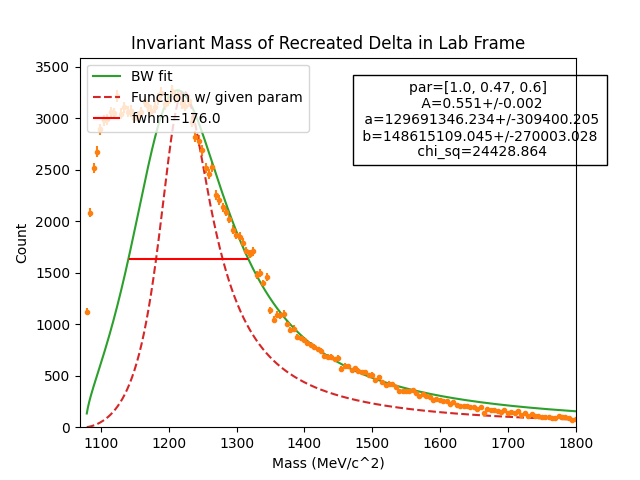 Invariant Mass of Recreated Delta in Lab Frame
BW fit
Function w/ given param
fwhm=176.0
par=[1.0, 0.47, 0.6]
A=0.551+/-0.002
a=129691346.234+/-309400.205
b=148615109.045+/-270003.028
chi_sq=24428.864
3500
3000
2500
2000
1500
1000
500
0
Count
1100 1200 1300 1400 1500 1600 1700 1800
Mass (MeV/c^2)